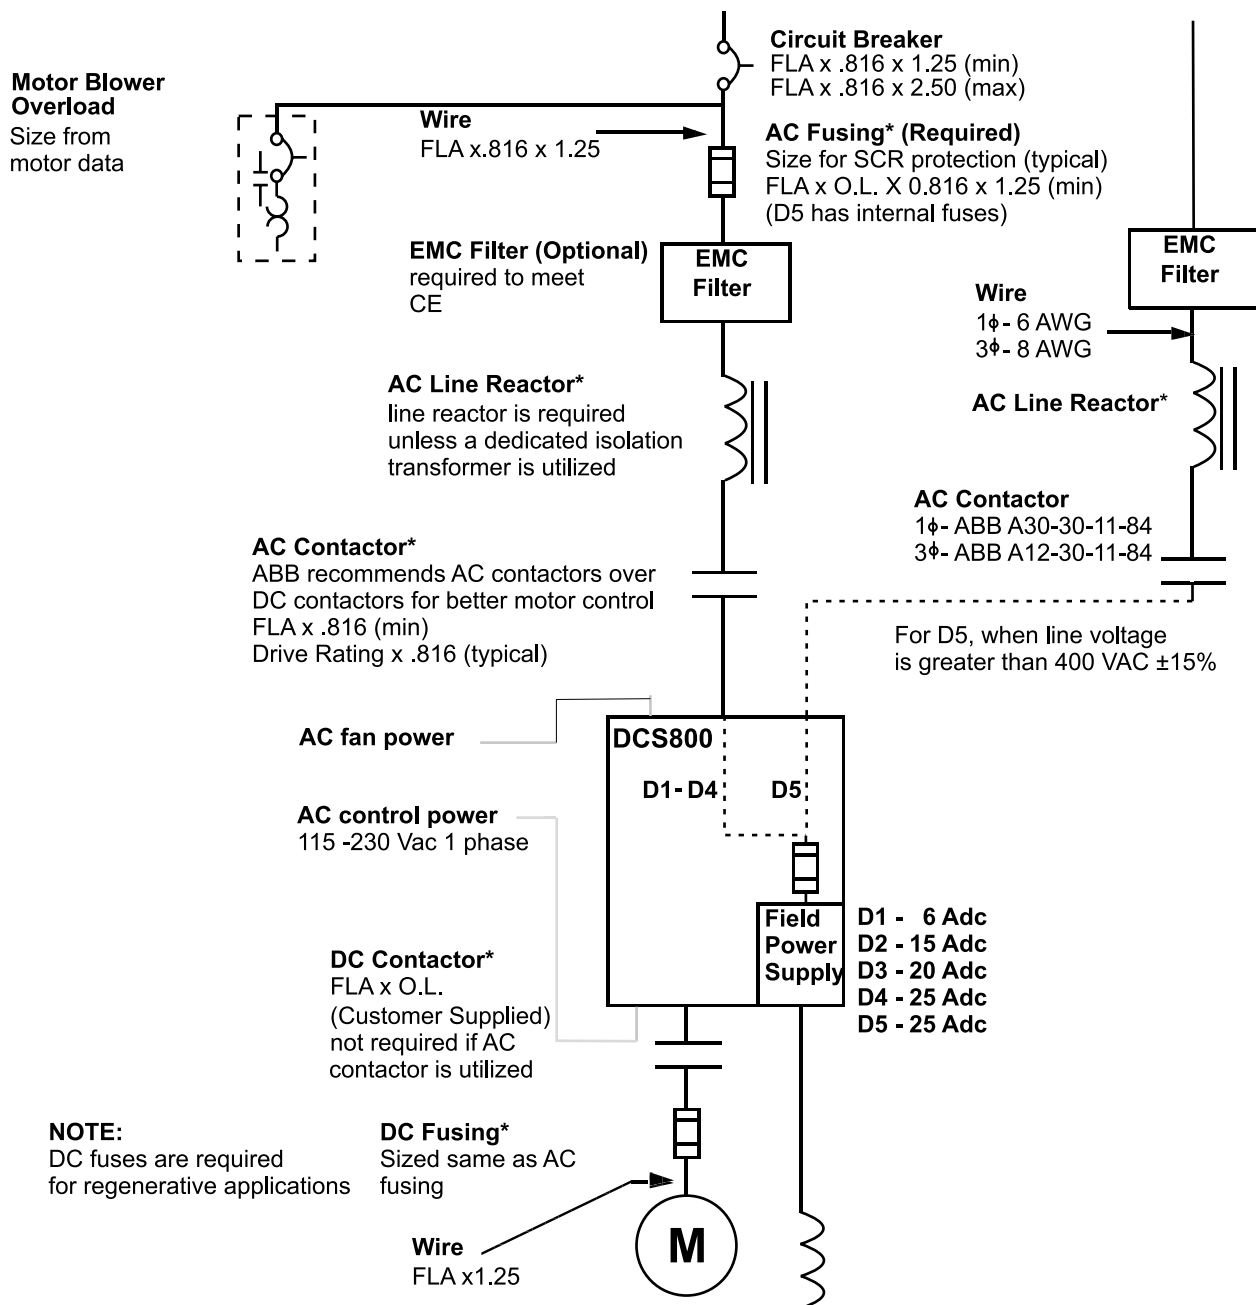 Circuit Breaker
FLA x .816 x 1.25 (min)
FLA x .816 x 2.50 (max)
Motor Blower
Overload
Size from
motor data
Wire
FLA x.816 x 1.25
AC Fusing* (Required)
Size for SCR protection (typical)
FLA x O.L. X 0.816 x 1.25 (min)
(D5 has internal fuses)
EMC Filter (Optional)
required to meet
CE
EMC
Filter
EMC
Filter
Wire
1ϕ- 6 AWG
3ϕ- 8 AWG
AC Line Reactor*
line reactor is required
unless a dedicated isolation
transformer is utilized
AC Line Reactor*
AC Contactor
1ϕ- ABB A30-30-11-84
3ϕ- ABB A12-30-11-84
AC Contactor*
ABB recommends AC contactors over
DC contactors for better motor control
FLA x .816 (min)
Drive Rating x .816 (typical)
For D5, when line voltage
is greater than 400 VAC ±15%
AC fan power
DCS800
D1- D4
D5
AC control power
115 -230 Vac 1 phase
Field
Power
Supply
D1 - 6 Adc
D2 - 15 Adc
D3 - 20 Adc
D4 - 25 Adc
D5 - 25 Adc
DC Contactor*
FLA x O.L.
(Customer Supplied)
not required if AC
contactor is utilized
NOTE:
DC fuses are required
for regenerative applications
DC Fusing*
Sized same as AC
fusing
Wire
FLA x1.25
M